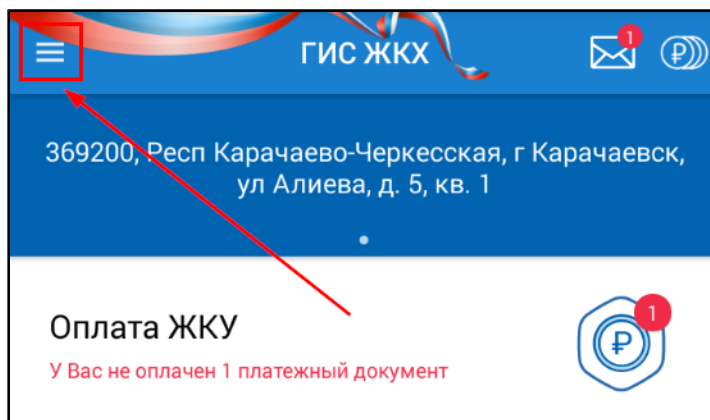 ГИС ЖКХ
1
369200, Респ Карачаево-Черкесская, г Карачаевск,
ул Алиева, д. 5, кв. 1
Оплата ЖКУ
1
У Вас не оплачен 1 платежный документ